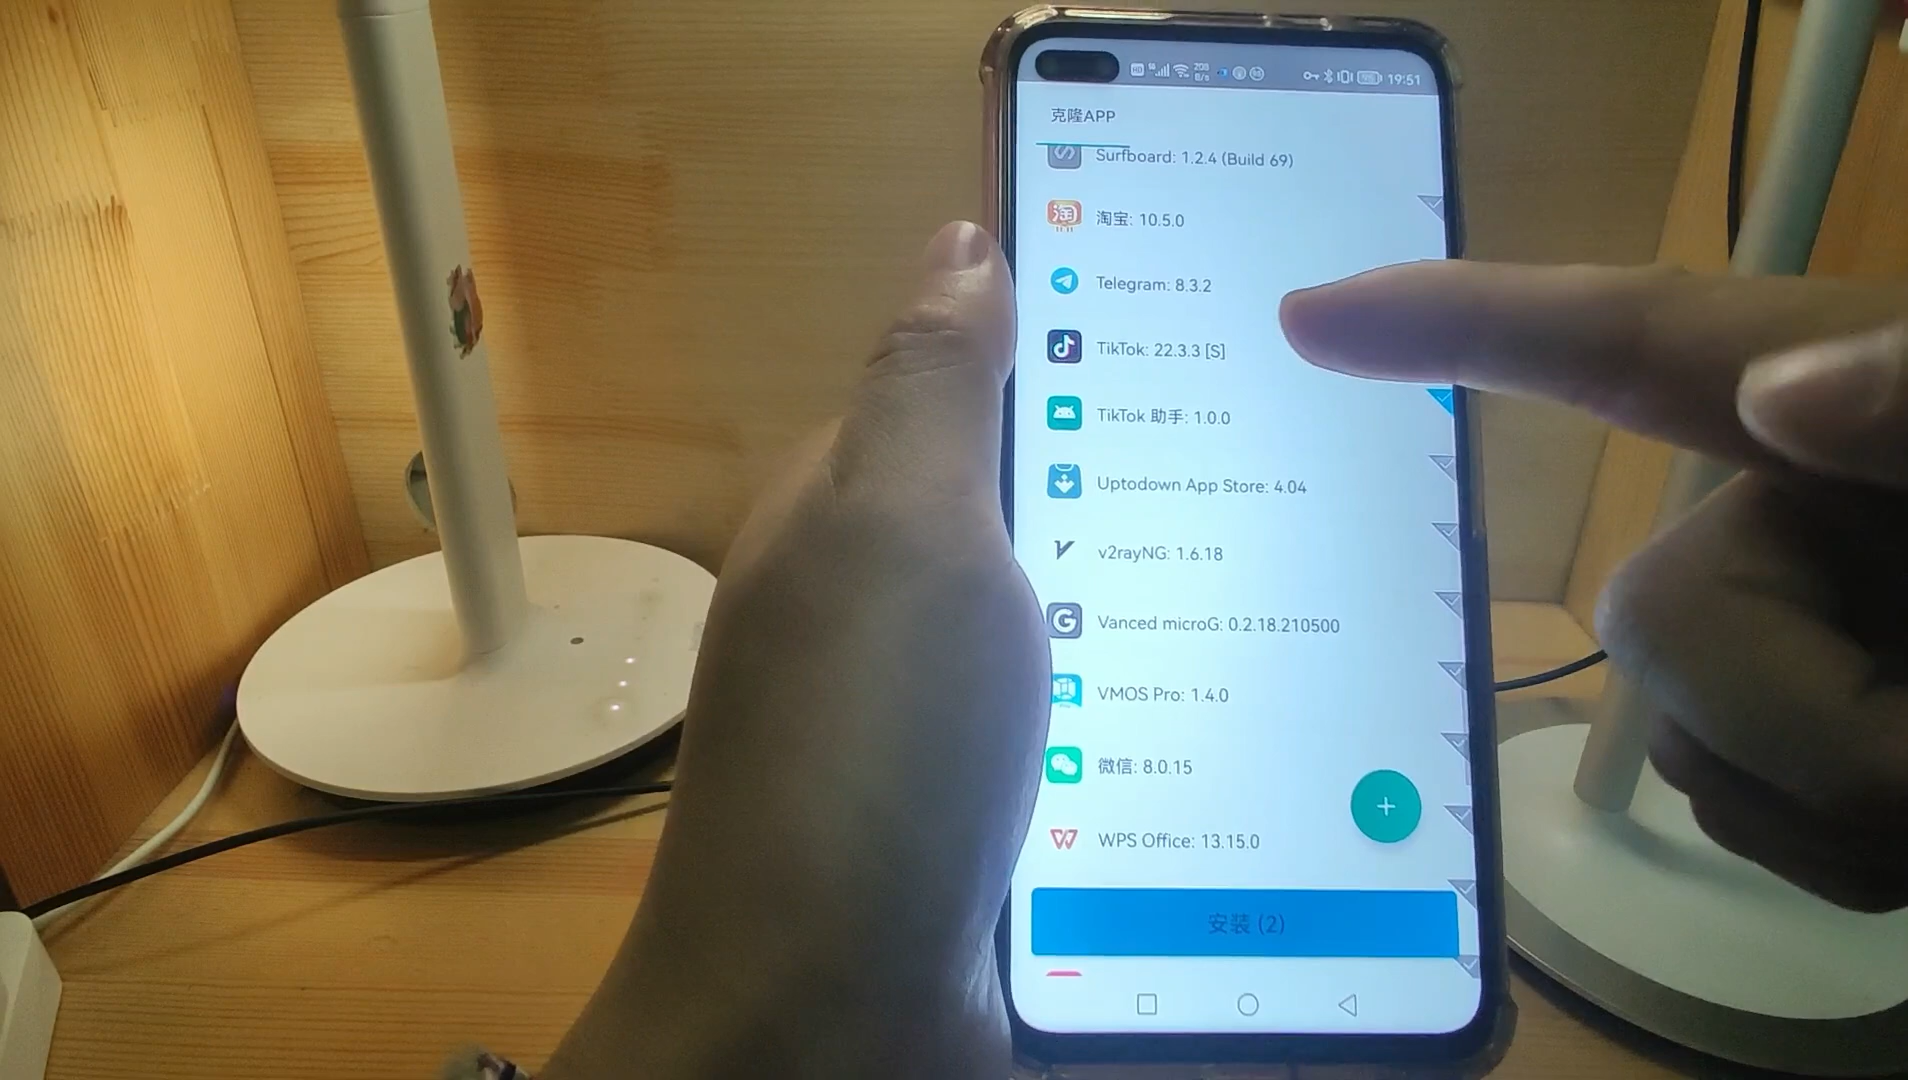 19:51
克隆APP
Surfboard: 1.2.4 (Build 69)
淘宝: 10.5.0
Telegram: 8.3.2
TikTok: 22.3.3 [S]
TikTok 助手: 1.0.0
Uptodown App Store: 4.04
v2rayNG: 1.6.18
Vanced microG: 0.2.18.210500
VMOS Pro: 1.4.0
微信: 8.0.15
WPS Office: 13.15.0
安装 (2)